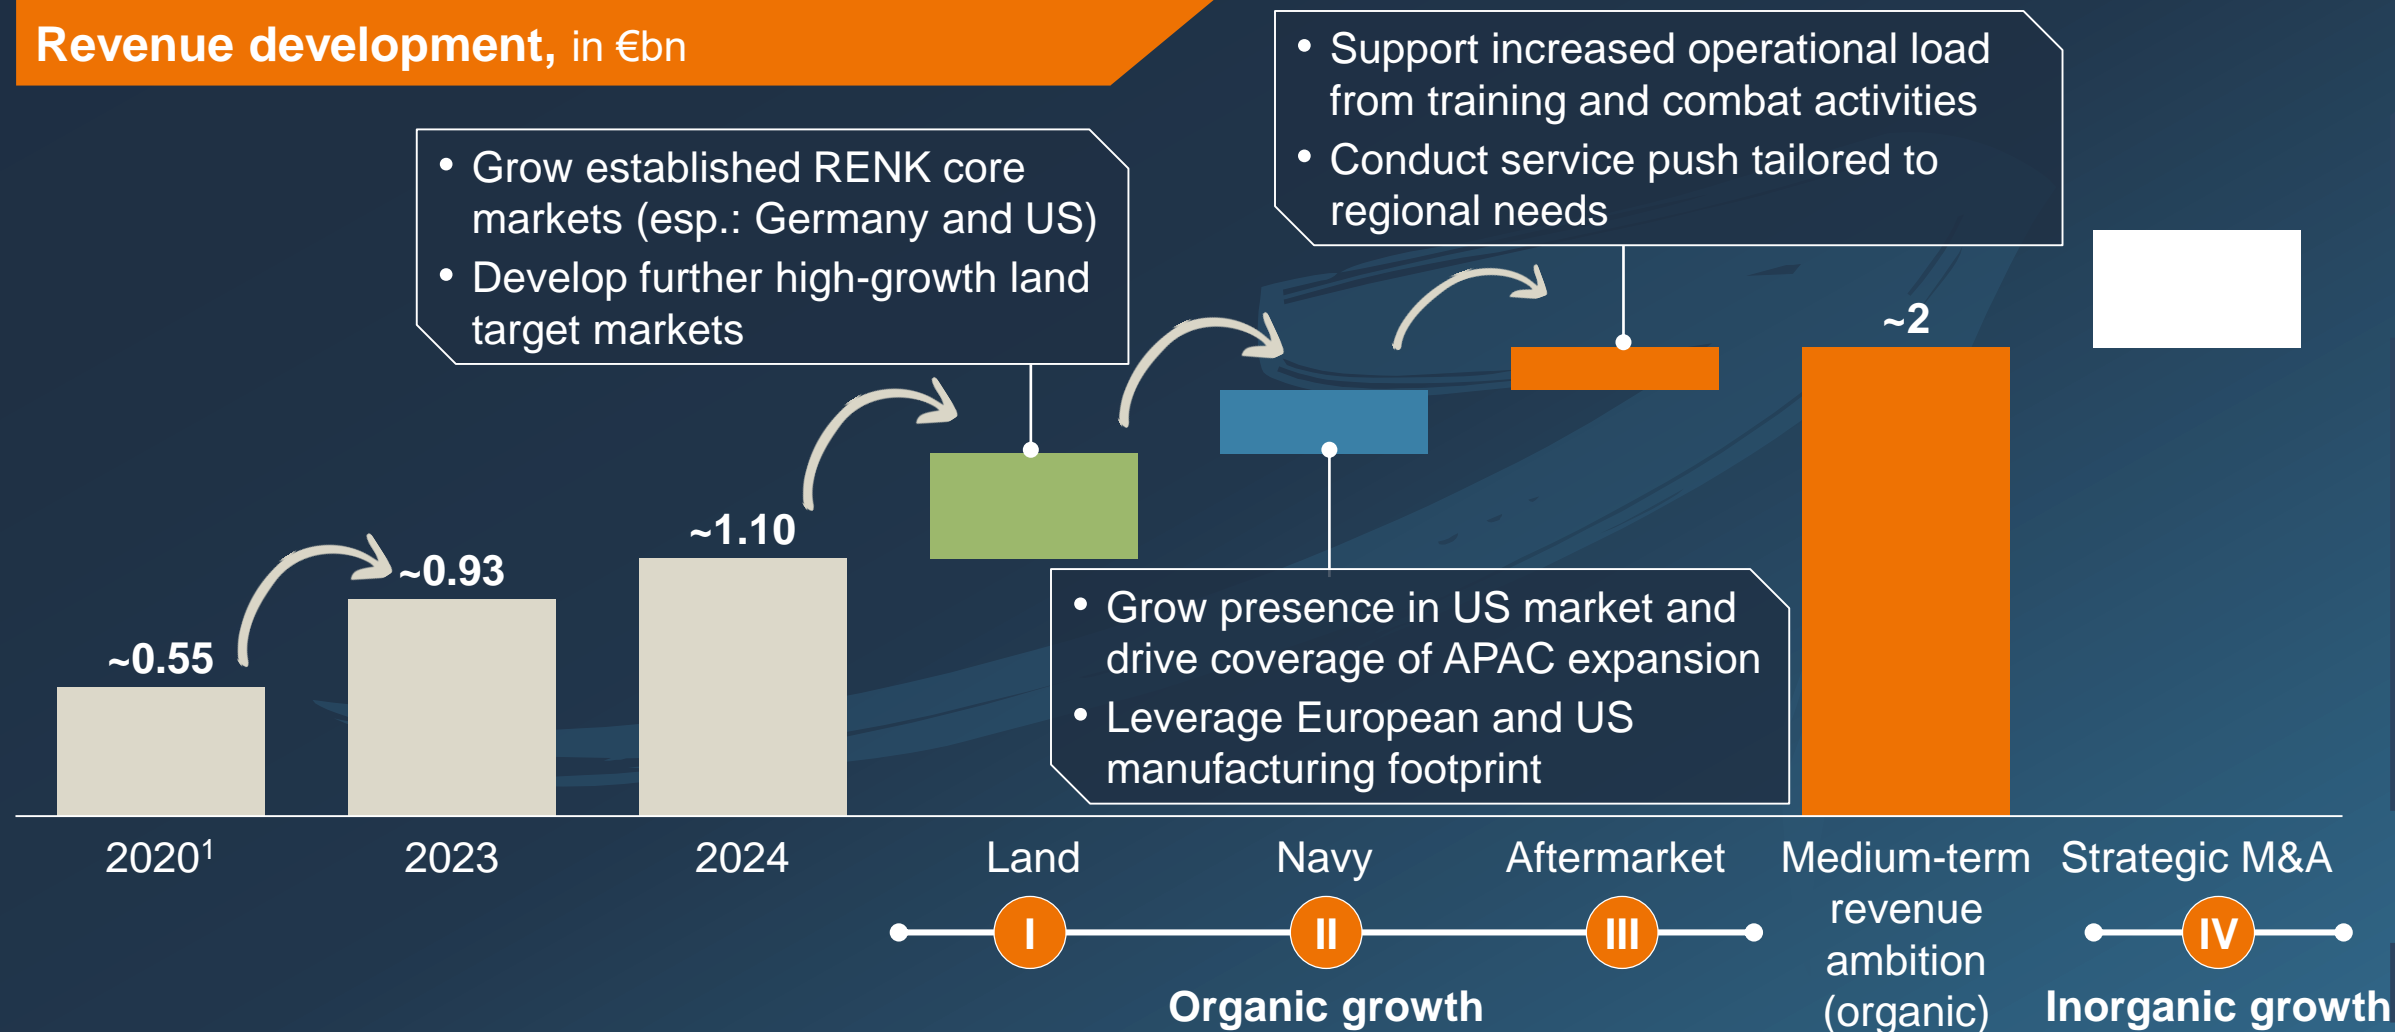 Revenue development, in €bn
• Support increased operational load
from training and combat activities
• Conduct service push tailored to
regional needs
• Grow established RENK core
markets (esp.: Germany and US)
• Develop further high-growth land
target markets
~2
~1.10
~0.93
~0.55
• Grow presence in US market and
drive coverage of APAC expansion
• Leverage European and US
manufacturing footprint
2020¹
2023
2024
Land
Navy
Aftermarket
Medium-term
revenue
ambition
(organic)
Strategic M&A
I
II
III
IV
Organic growth
Inorganic growth